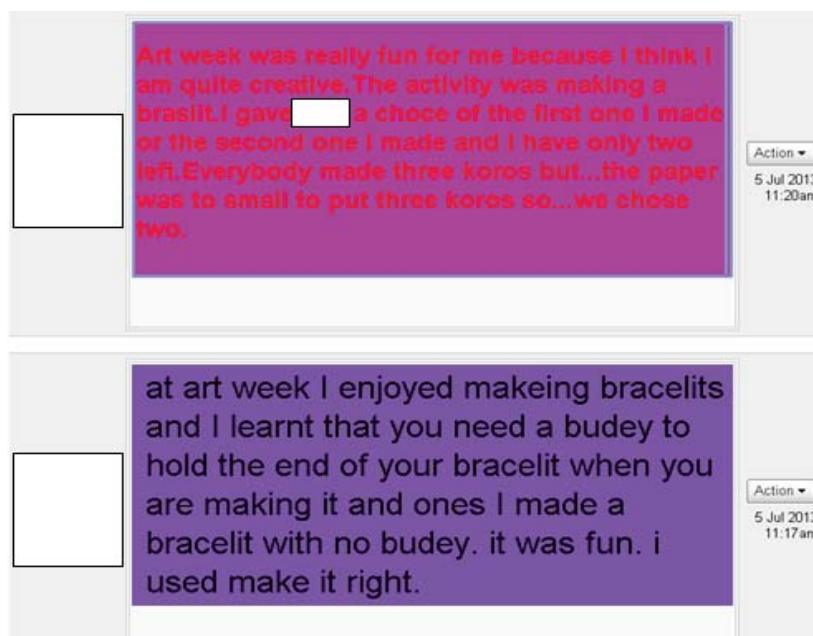 Art week was really fun for me because I think I
am quite creative.The activity was making a
braslit.I gave a choce of the first one I made
or the second one I made and I have only two
left.Everybody made three koros but...the paper
was to small to put three koros so...we chose
two.
Action
5 Jul 2013
11:20am
at art week I enjoyed makeing bracelits
and I learnt that you need a budey to
hold the end of your bracelit when you
are making it and ones I made a
bracelit with no budey. it was fun. i
used make it right.
Action
5 Jul 2013
11:17am